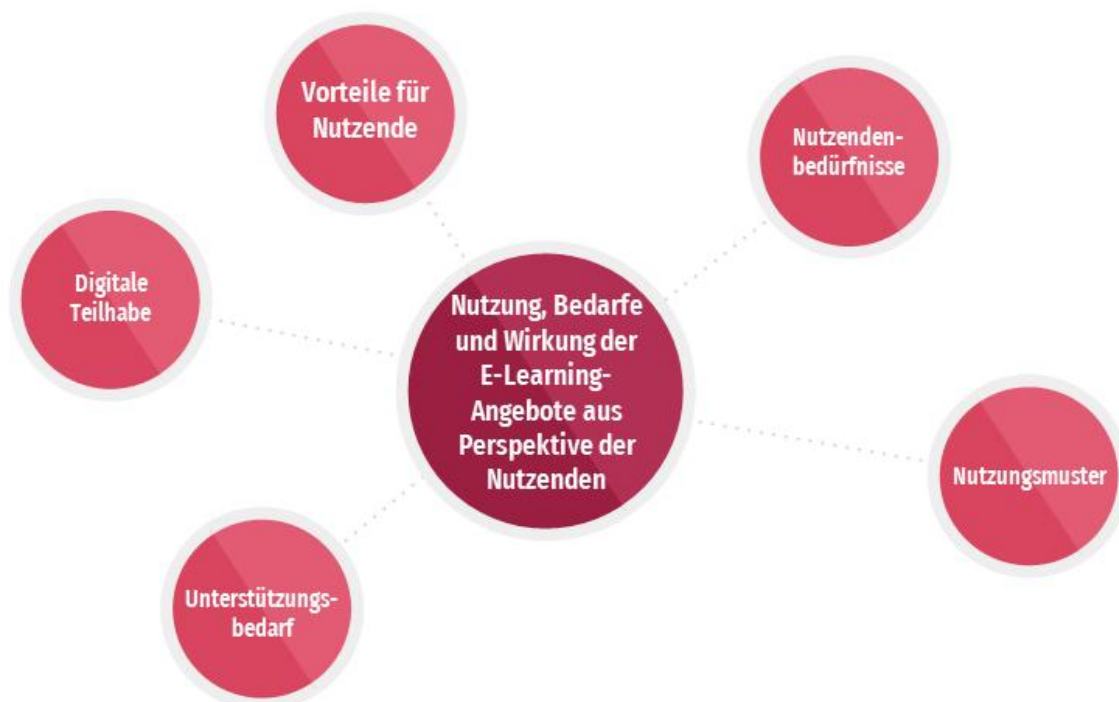 Vorteile für
Nutzende
Nutzenden-
bedürfnisse
Digitale
Teilhabe
Nutzung, Bedarfe
und Wirkung der
E-Learning-
Angebote aus
Perspektive der
Nutzenden
Nutzungsmuster
Unterstützungs-
bedarf